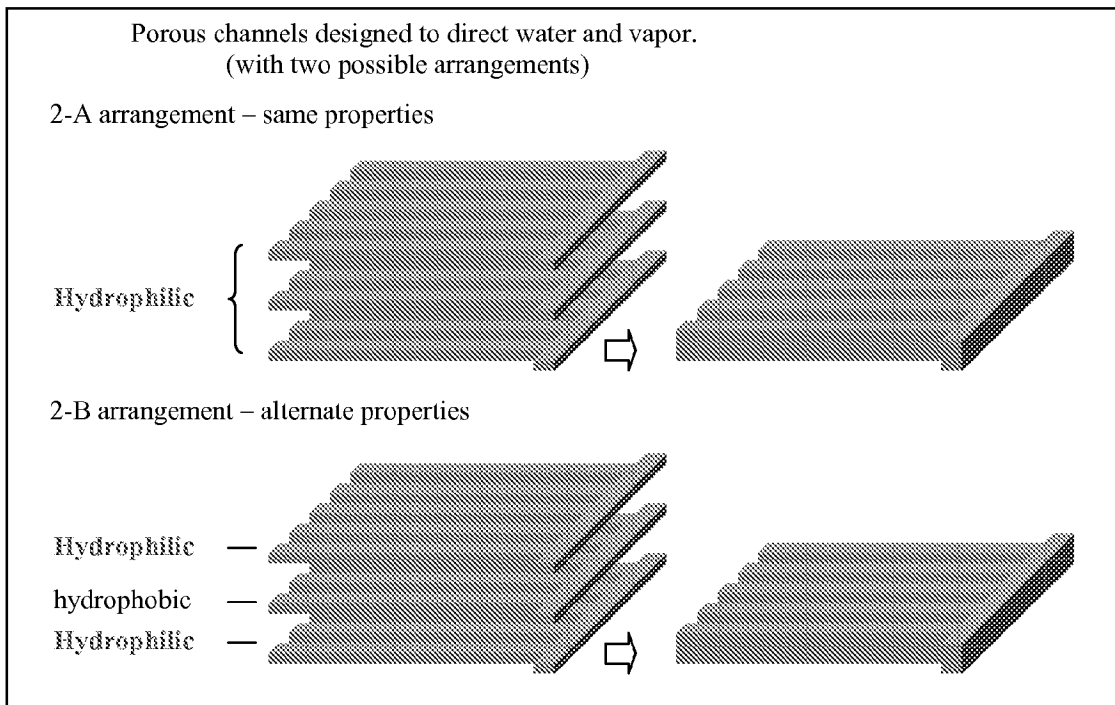 Porous channels designed to direct water and vapor.
(with two possible arrangements)
2-A arrangement – same properties
Hydrophilic
2-B arrangement – alternate properties
Hydrophilic
hydrophobic
Hydrophilic